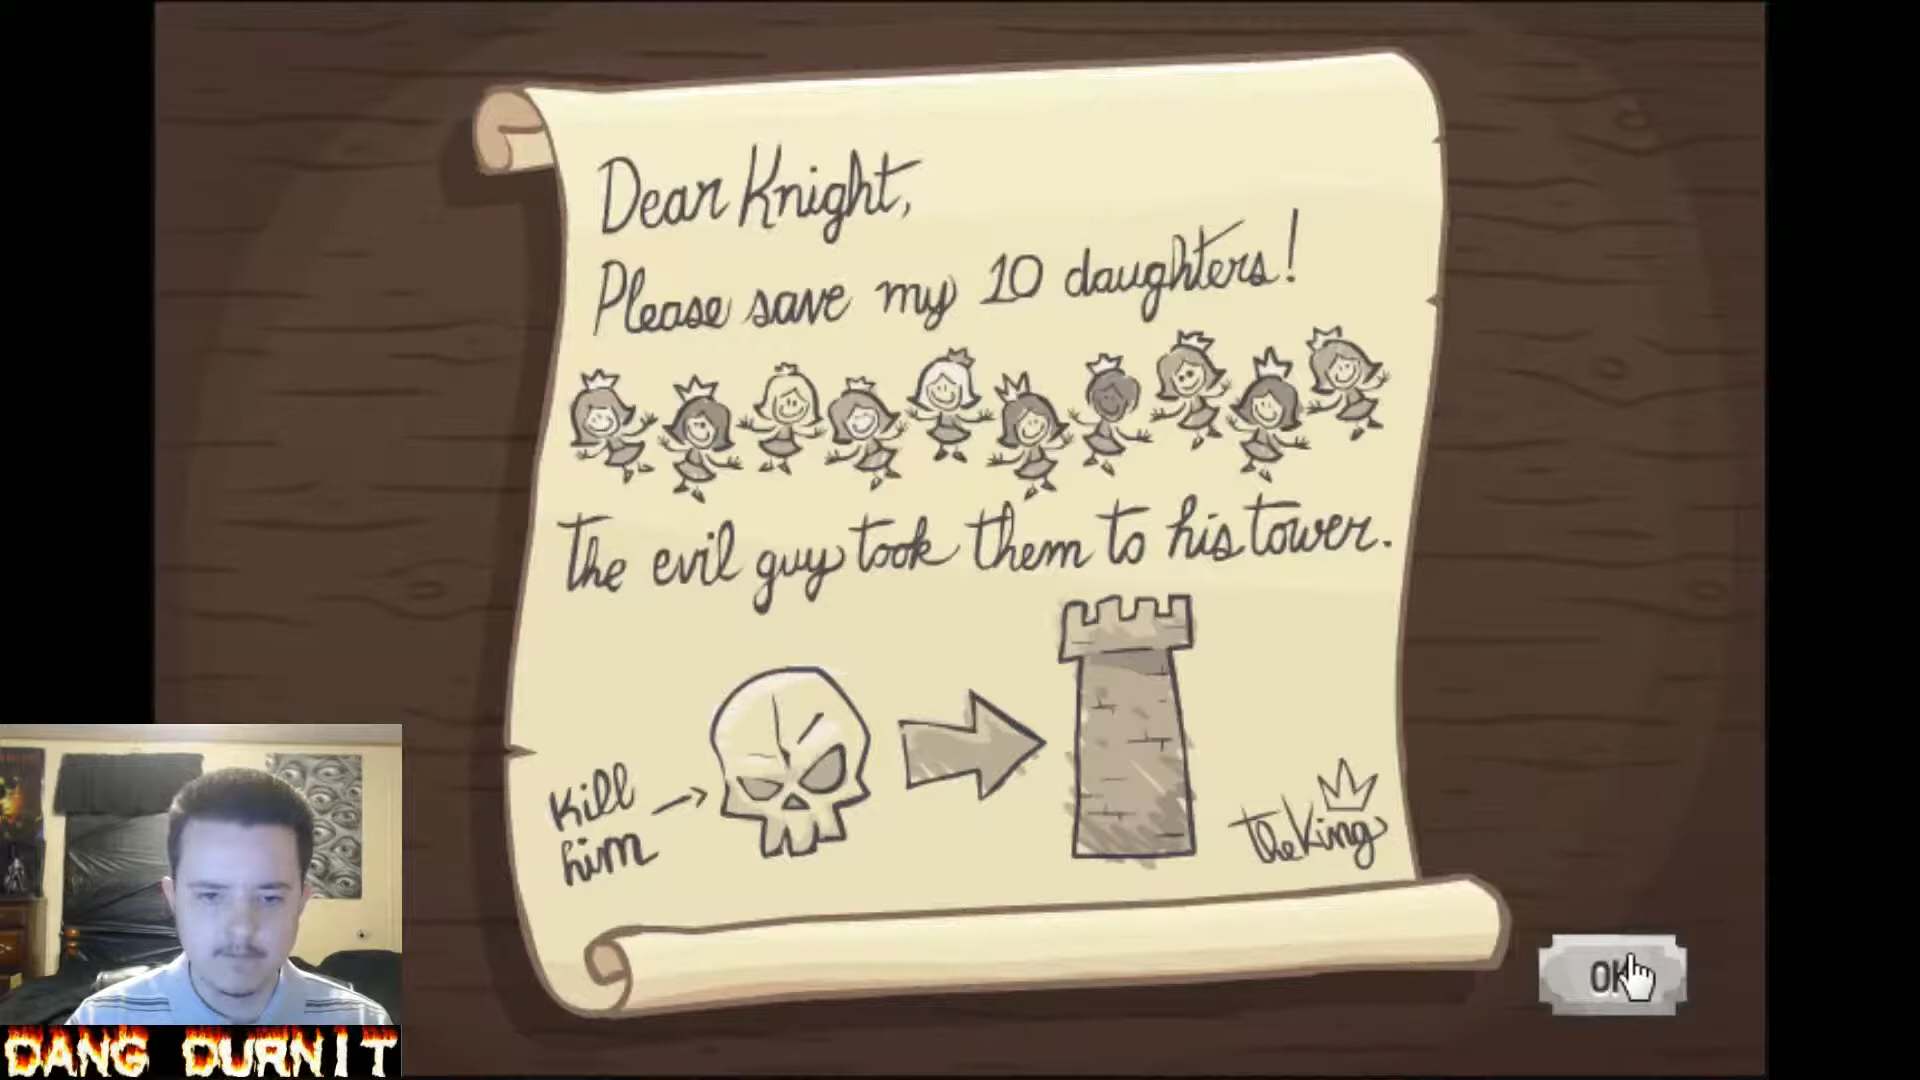 Dear Knight,
Please save my 10 daughters!
The evil guy took them to his tower.
Kill
him
the King
OK
DANG DURNIT